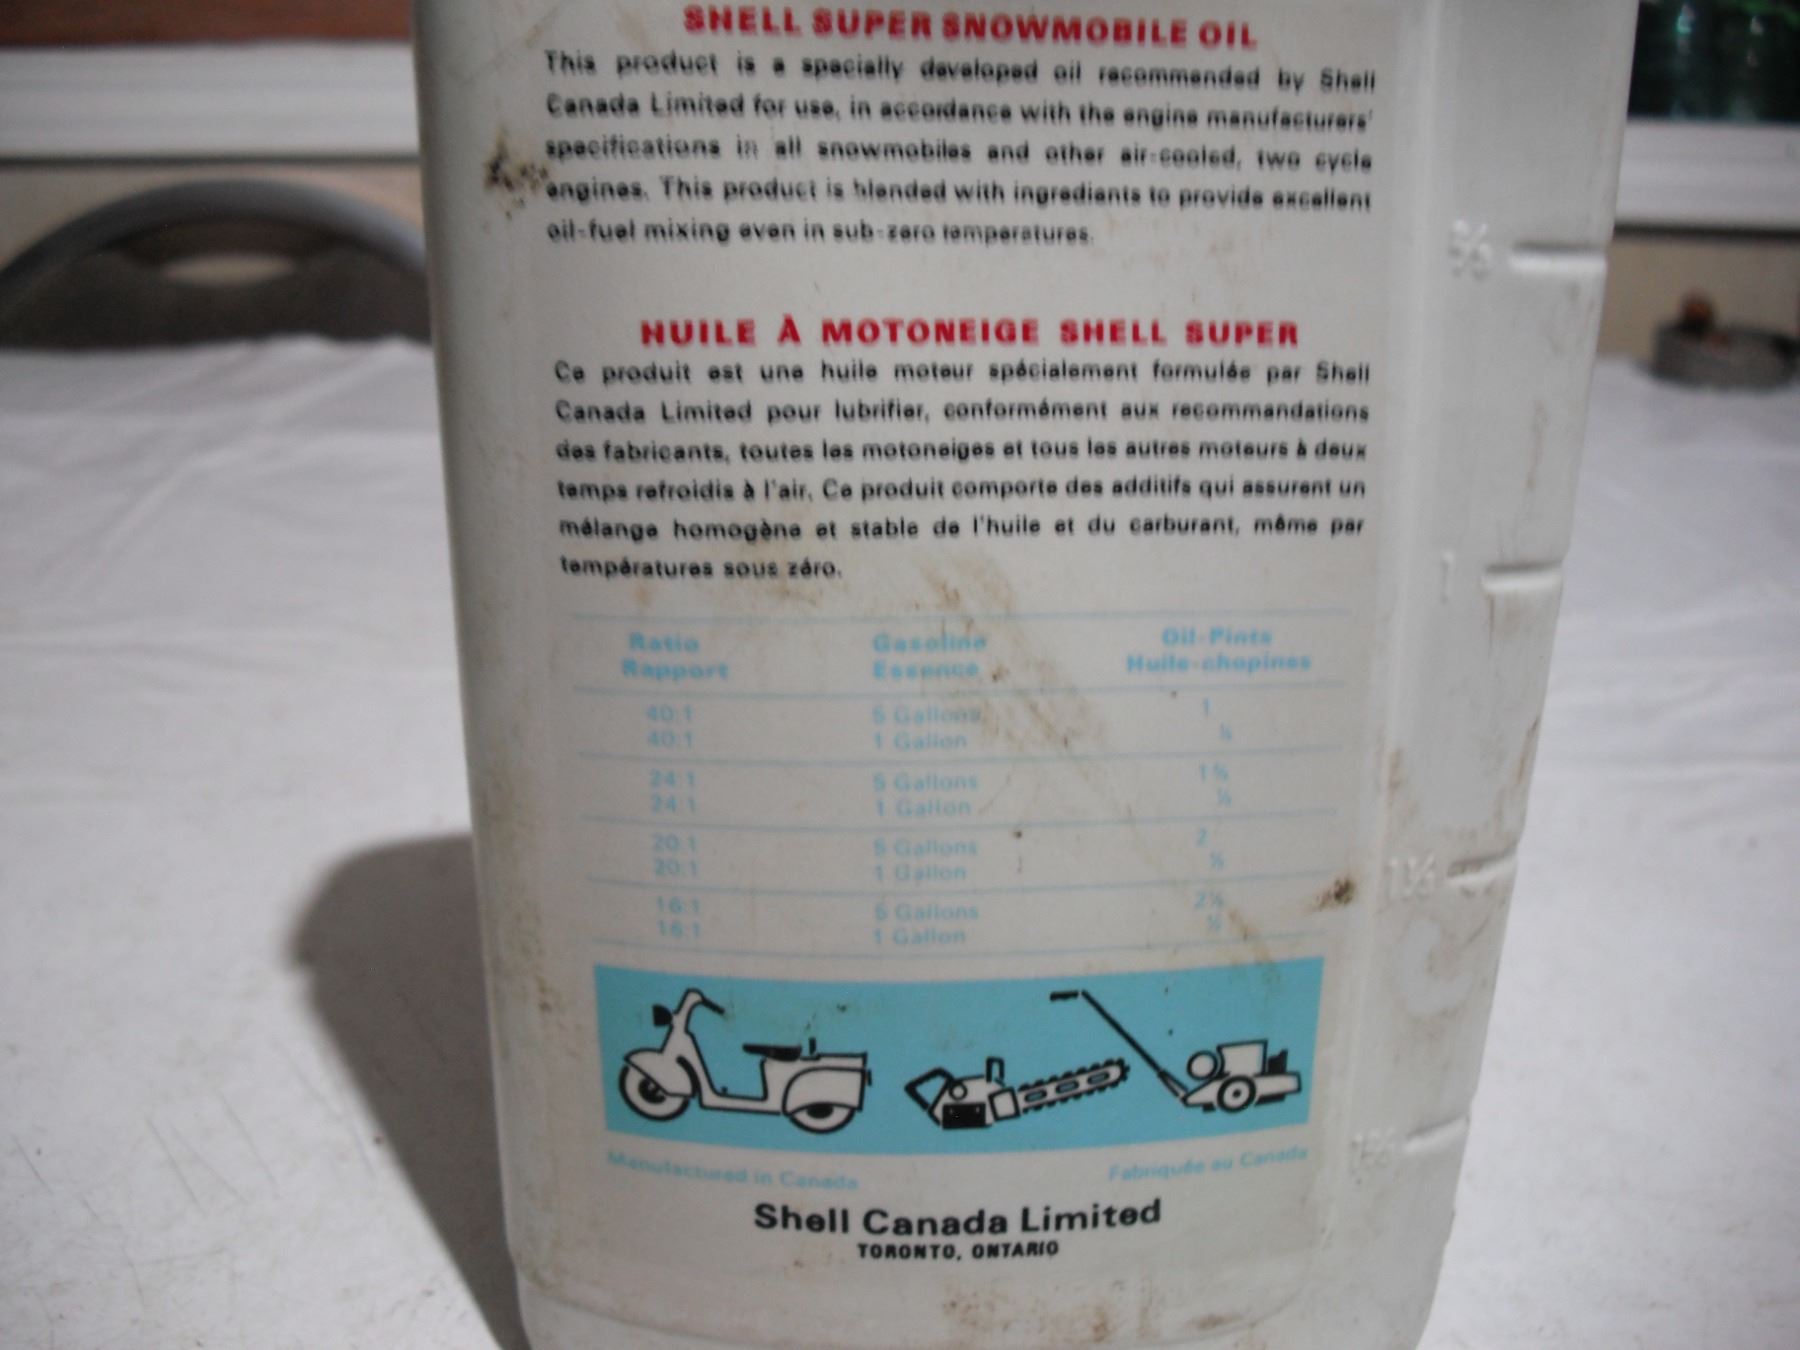 SHELL SUPER SNOWMOBILE OIL
This product is a specially developed oil recommended by Shell
Canada Limited for use, in accordance with the engine manufacturers'
specifications in all snowmobiles and other air-cooled, two cycle
engines. This product is blended with ingredients to provide excellent
oil-fuel mixing even in sub-zero temperatures.
HUILE À MOTONEIGE SHELL SUPER
Ce produit est une huile moteur spécialement formulée par Shell
Canada Limited pour lubrifier, conformément aux recommandations
des fabricants, toutes les motoneiges et tous les autres moteurs à deux
temps refroidis à l'air. Ce produit comporte des additifs qui assurent un
mélange homogène et stable de l'huile et du carburant, même par
températures sous zéro.
Ratio Gasoline Oil-Pints
Rapport Essence Huile-chopines
40:1 5 Gallons 1
40:1 1 Gallon
24:1 5 Gallons
24:1 1 Gallon
20:1 5 Gallons 2
20:1 1 Gallon
16:1 5 Gallons 2½
16:1 1 Gallon ½
Manufactured in Canada Fabriquée au Canada
Shell Canada Limited
TORONTO, ONTARIO
1